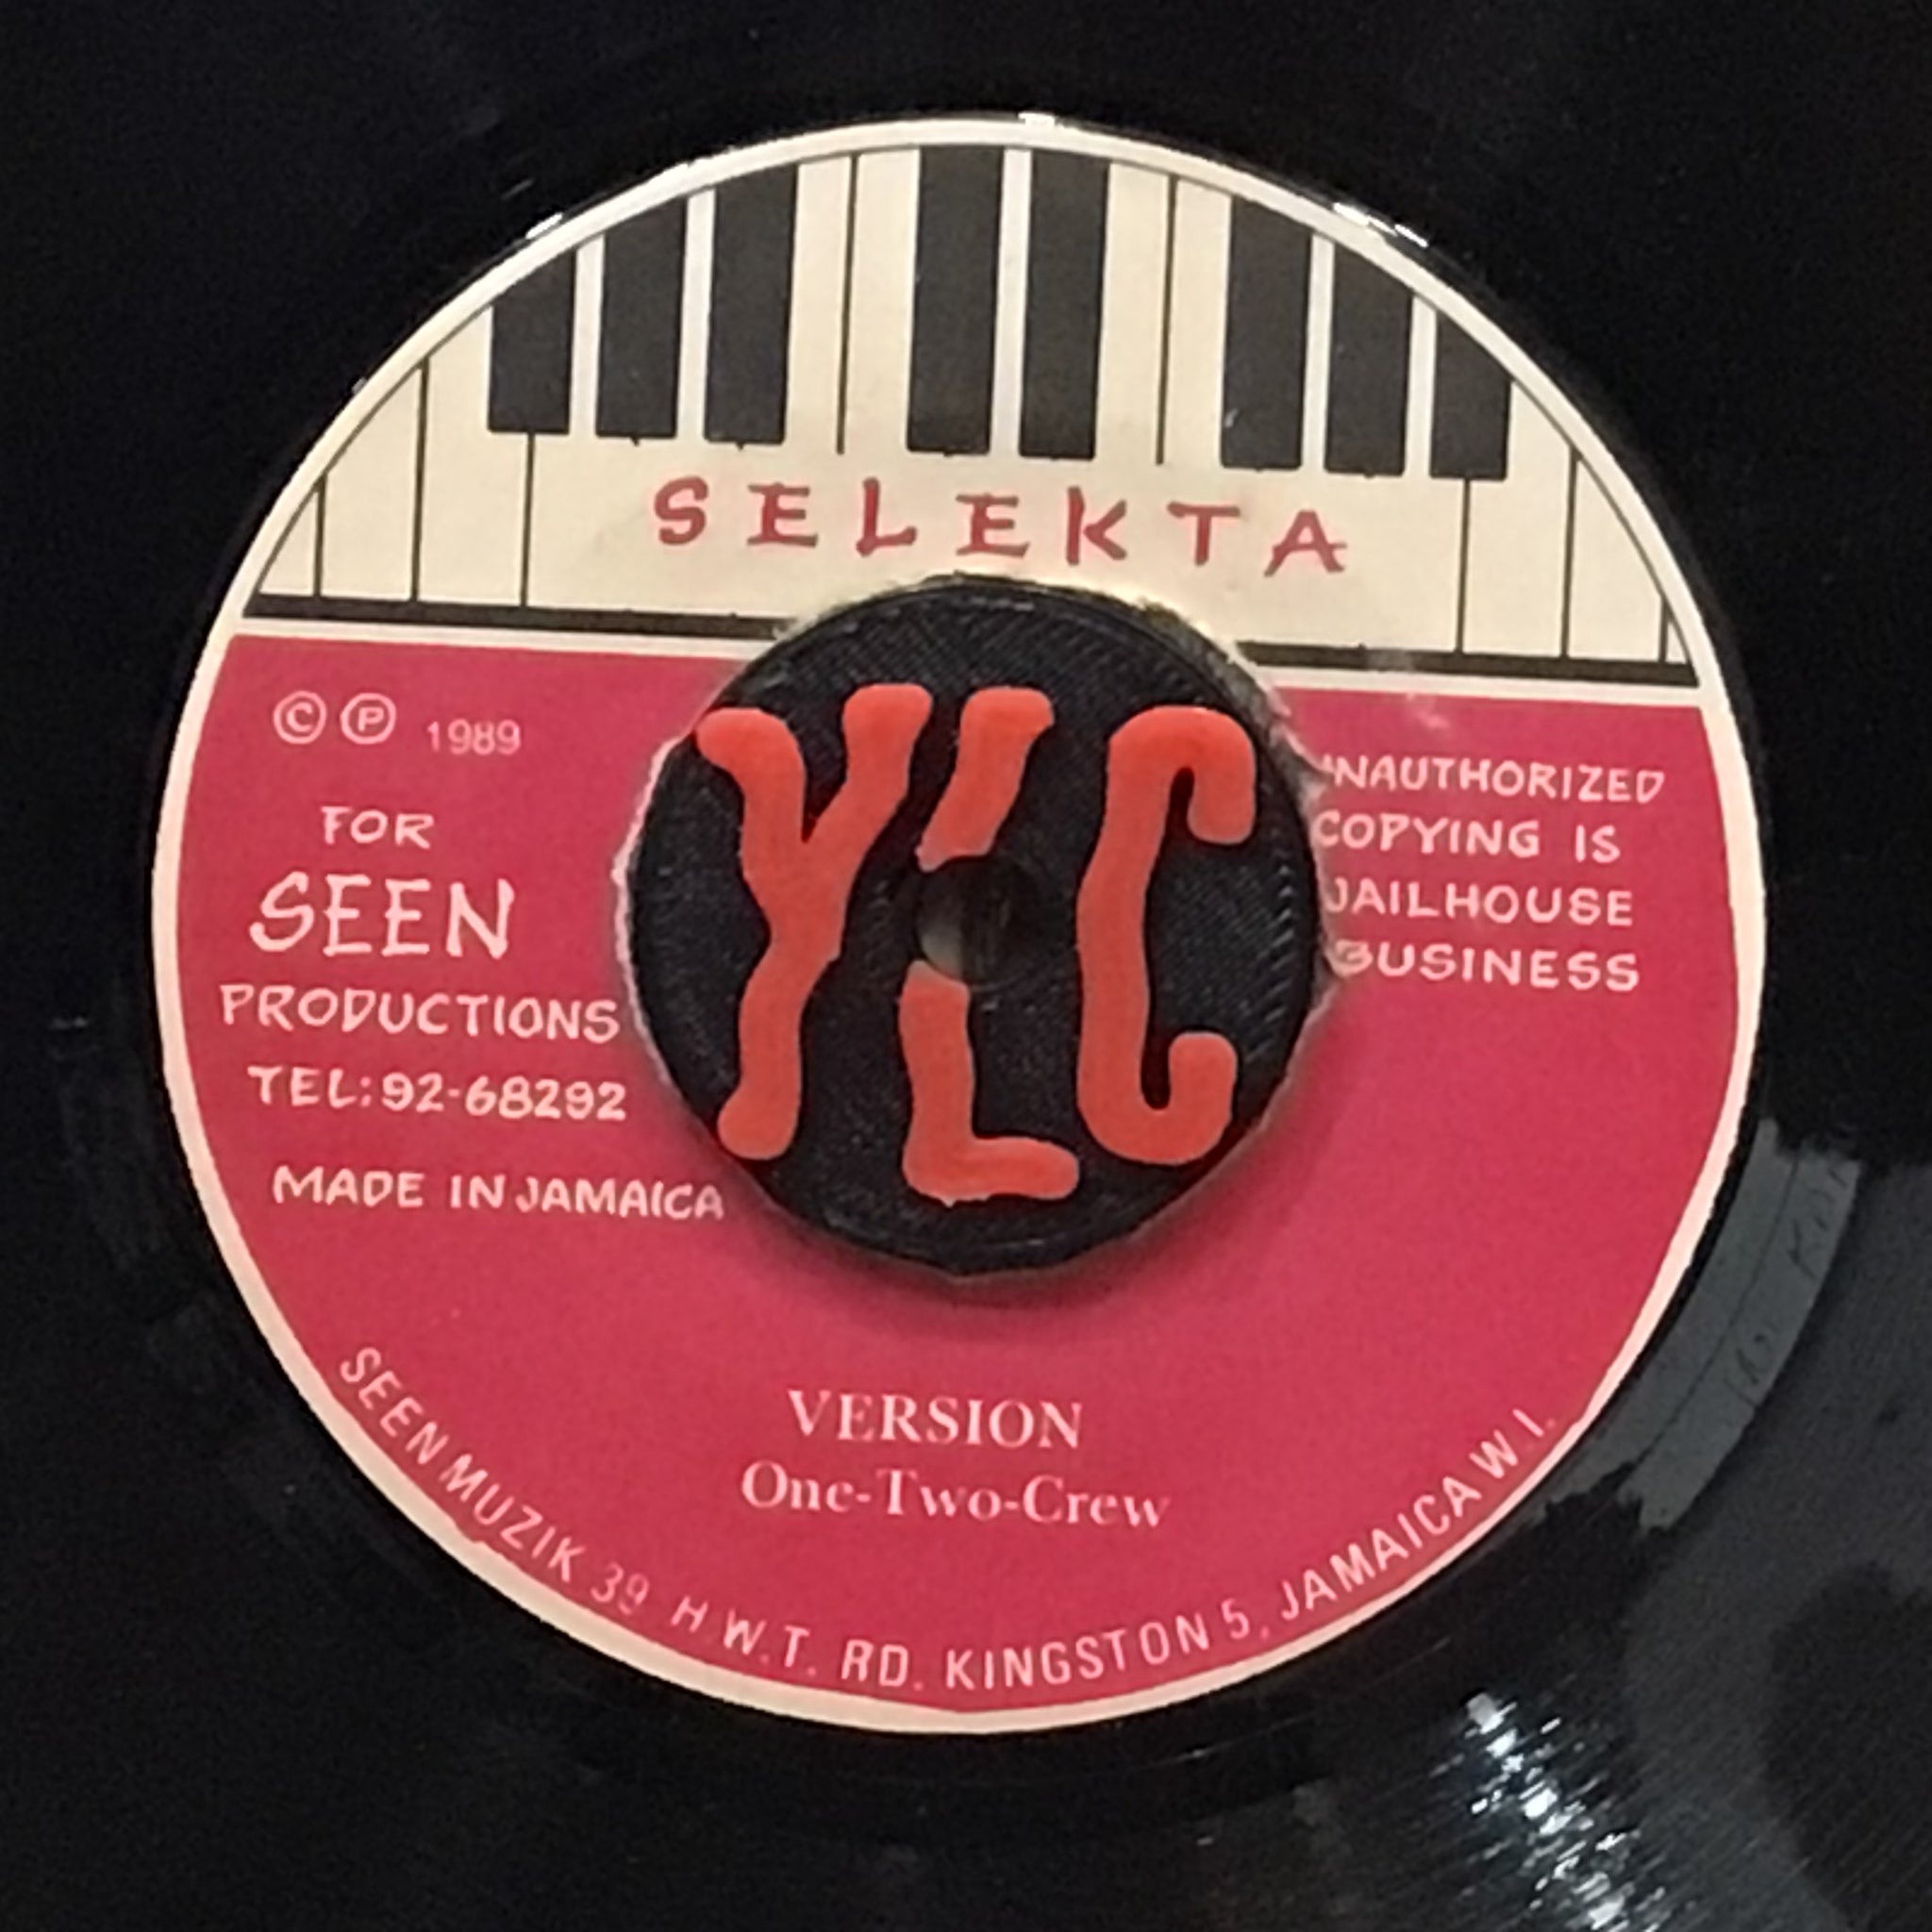 SELEKTA
© ℗ 1989
FOR
SEEN
PRODUCTIONS
TEL:92-68292
MADE IN JAMAICA
YLC
UNAUTHORIZED
COPYING IS
JAILHOUSE
BUSINESS
VERSION
One-Two-Crew
SEEN MUZIK 39 H.W.T. RD. KINGSTON 5, JAMAICA W.I.